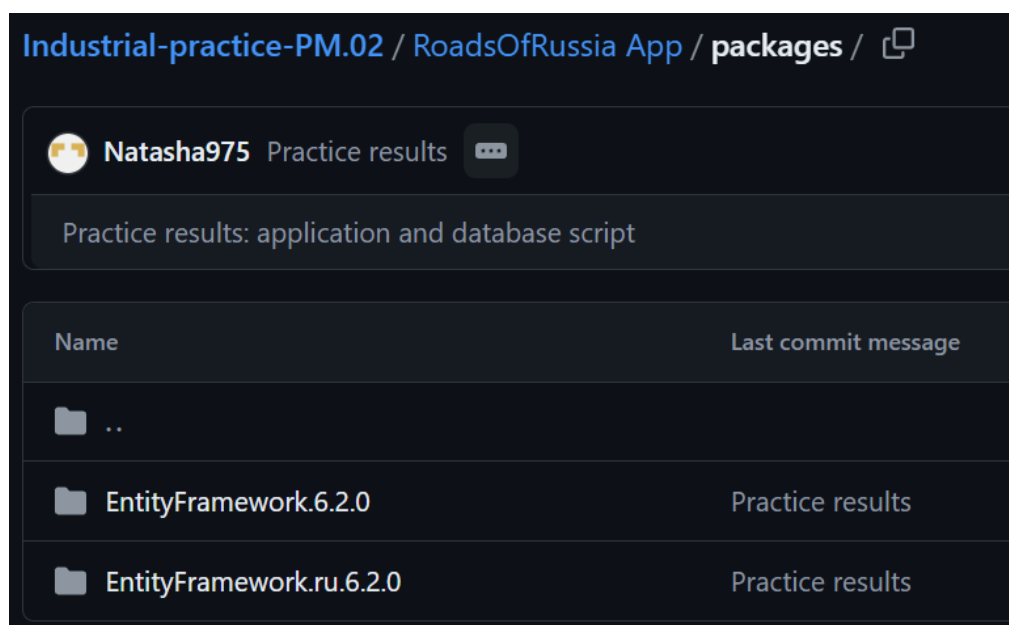 Industrial-practice-PM.02 / RoadsOfRussia App / packages /
Natasha975 Practice results
Practice results: application and database script
Name Last commit message
..
EntityFramework.6.2.0 Practice results
EntityFramework.ru.6.2.0 Practice results